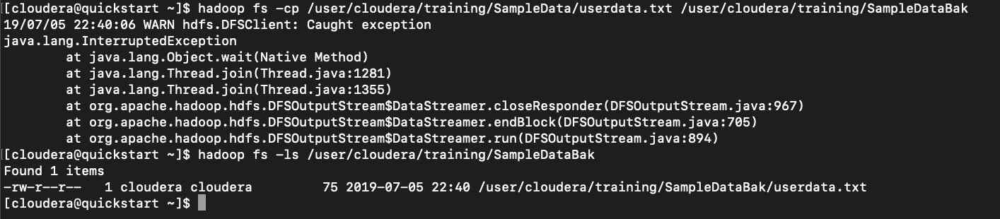 [cloudera@quickstart ~]$ hadoop fs -cp /user/cloudera/training/SampleData/userdata.txt /user/cloudera/training/SampleDataBak
19/07/05 22:40:06 WARN hdfs.DFSClient: Caught exception
java.lang.InterruptedException
        at java.lang.Object.wait(Native Method)
        at java.lang.Thread.join(Thread.java:1281)
        at java.lang.Thread.join(Thread.java:1355)
        at org.apache.hadoop.hdfs.DFSOutputStream$DataStreamer.closeResponder(DFSOutputStream.java:967)
        at org.apache.hadoop.hdfs.DFSOutputStream$DataStreamer.endBlock(DFSOutputStream.java:705)
        at org.apache.hadoop.hdfs.DFSOutputStream$DataStreamer.run(DFSOutputStream.java:894)
[cloudera@quickstart ~]$ hadoop fs -ls /user/cloudera/training/SampleDataBak
Found 1 items
-rw-r--r--   1 cloudera cloudera         75 2019-07-05 22:40 /user/cloudera/training/SampleDataBak/userdata.txt
[cloudera@quickstart ~]$